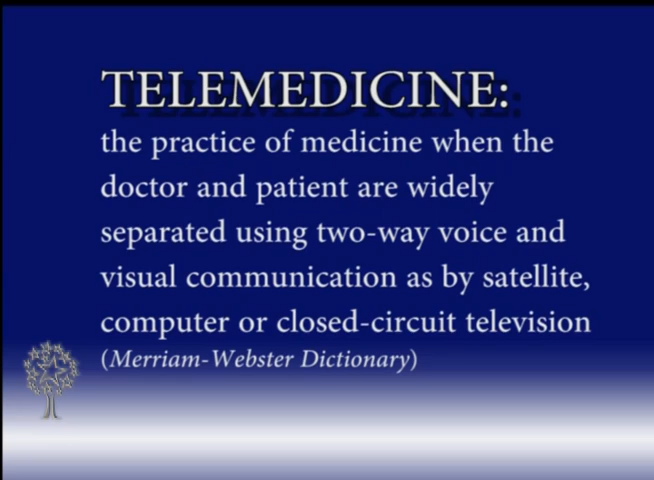 TELEMEDICINE:
the practice of medicine when the
doctor and patient are widely
separated using two-way voice and
visual communication as by satellite,
computer or closed-circuit television
(Merriam-Webster Dictionary)